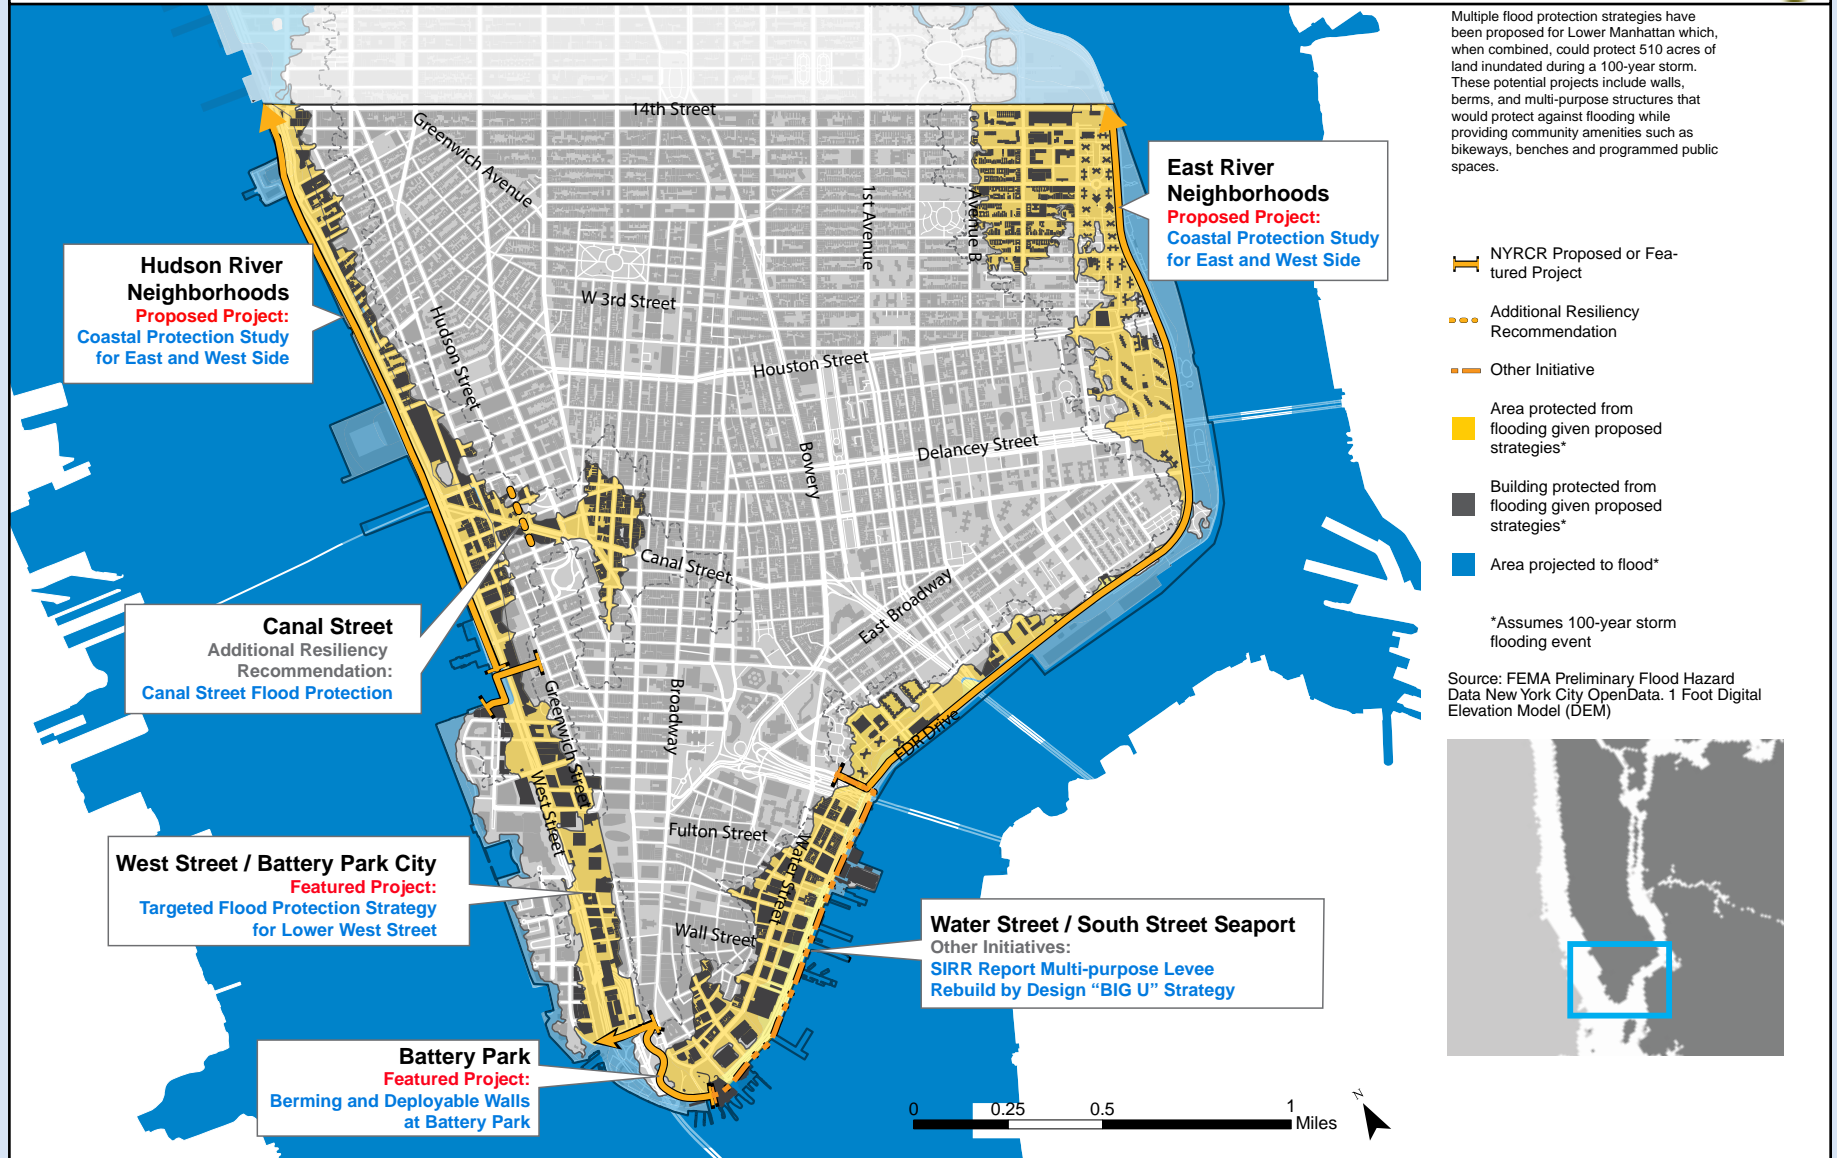 Multiple flood protection strategies have
been proposed for Lower Manhattan which,
when combined, could protect 510 acres of
land inundated during a 100-year storm.
These potential projects include walls,
berms, and multi-purpose structures that
would protect against flooding while
providing community amenities such as
bikeways, benches and programmed public
spaces.
14th Street
Greenwich Avenue
1st Avenue
Avenue B
East River
Neighborhoods
Proposed Project:
Coastal Protection Study
for East and West Side
Hudson River
Neighborhoods
Proposed Project:
Coastal Protection Study
for East and West Side
W 3rd Street
Hudson Street
Houston Street
Bowery
Delancey Street
Canal Street
East Broadway
Canal Street
Additional Resiliency
Recommendation:
Canal Street Flood Protection
Greenwich Street
Broadway
FDR Drive
West Street
Fulton Street
Water Street
Wall Street
West Street / Battery Park City
Featured Project:
Targeted Flood Protection Strategy
for Lower West Street
Water Street / South Street Seaport
Other Initiatives:
SIRR Report Multi-purpose Levee
Rebuild by Design “BIG U” Strategy
Battery Park
Featured Project:
Berming and Deployable Walls
at Battery Park
NYRCR Proposed or Fea-
tured Project
Additional Resiliency
Recommendation
Other Initiative
Area protected from
flooding given proposed
strategies*
Building protected from
flooding given proposed
strategies*
Area projected to flood*
*Assumes 100-year storm
flooding event
Source: FEMA Preliminary Flood Hazard
Data New York City OpenData. 1 Foot Digital
Elevation Model (DEM)
0 0.25 0.5 1
Miles
N